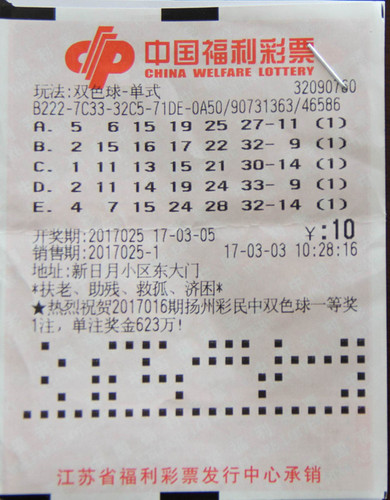 中国福利彩票
CHINA WELFARE LOTTERY
玩法:双色球-单式 32090760
B222-7C33-32C5-71DE-0A50/90731363/46586
A. 5 6 15 19 25 27-11 (1)
B. 2 15 16 17 22 32- 9 (1)
C. 1 11 13 15 21 30-14 (1)
D. 2 11 14 19 24 33- 9 (1)
E. 4 7 15 24 28 32-14 (1)
开奖期:2017025 17-03-05 ¥:10
销售期:2017025-1 17-03-03 10:28:16
地址:新日月小区东大门
*扶老、助残、救孤、济困*
★热烈祝贺2017016期扬州彩民中双色球一等奖
1注,单注奖金623万!
江苏省福利彩票发行中心承销